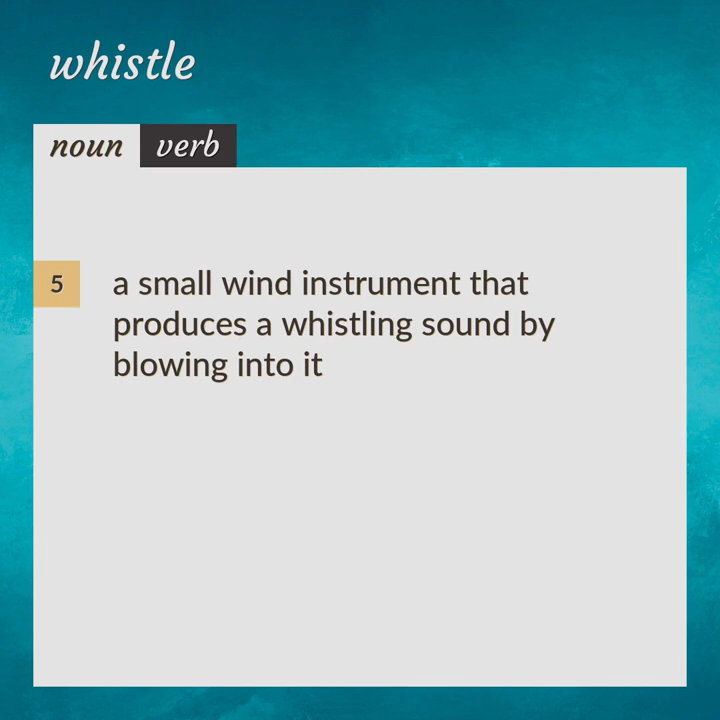 whistle
noun verb
5 a small wind instrument that
produces a whistling sound by
blowing into it